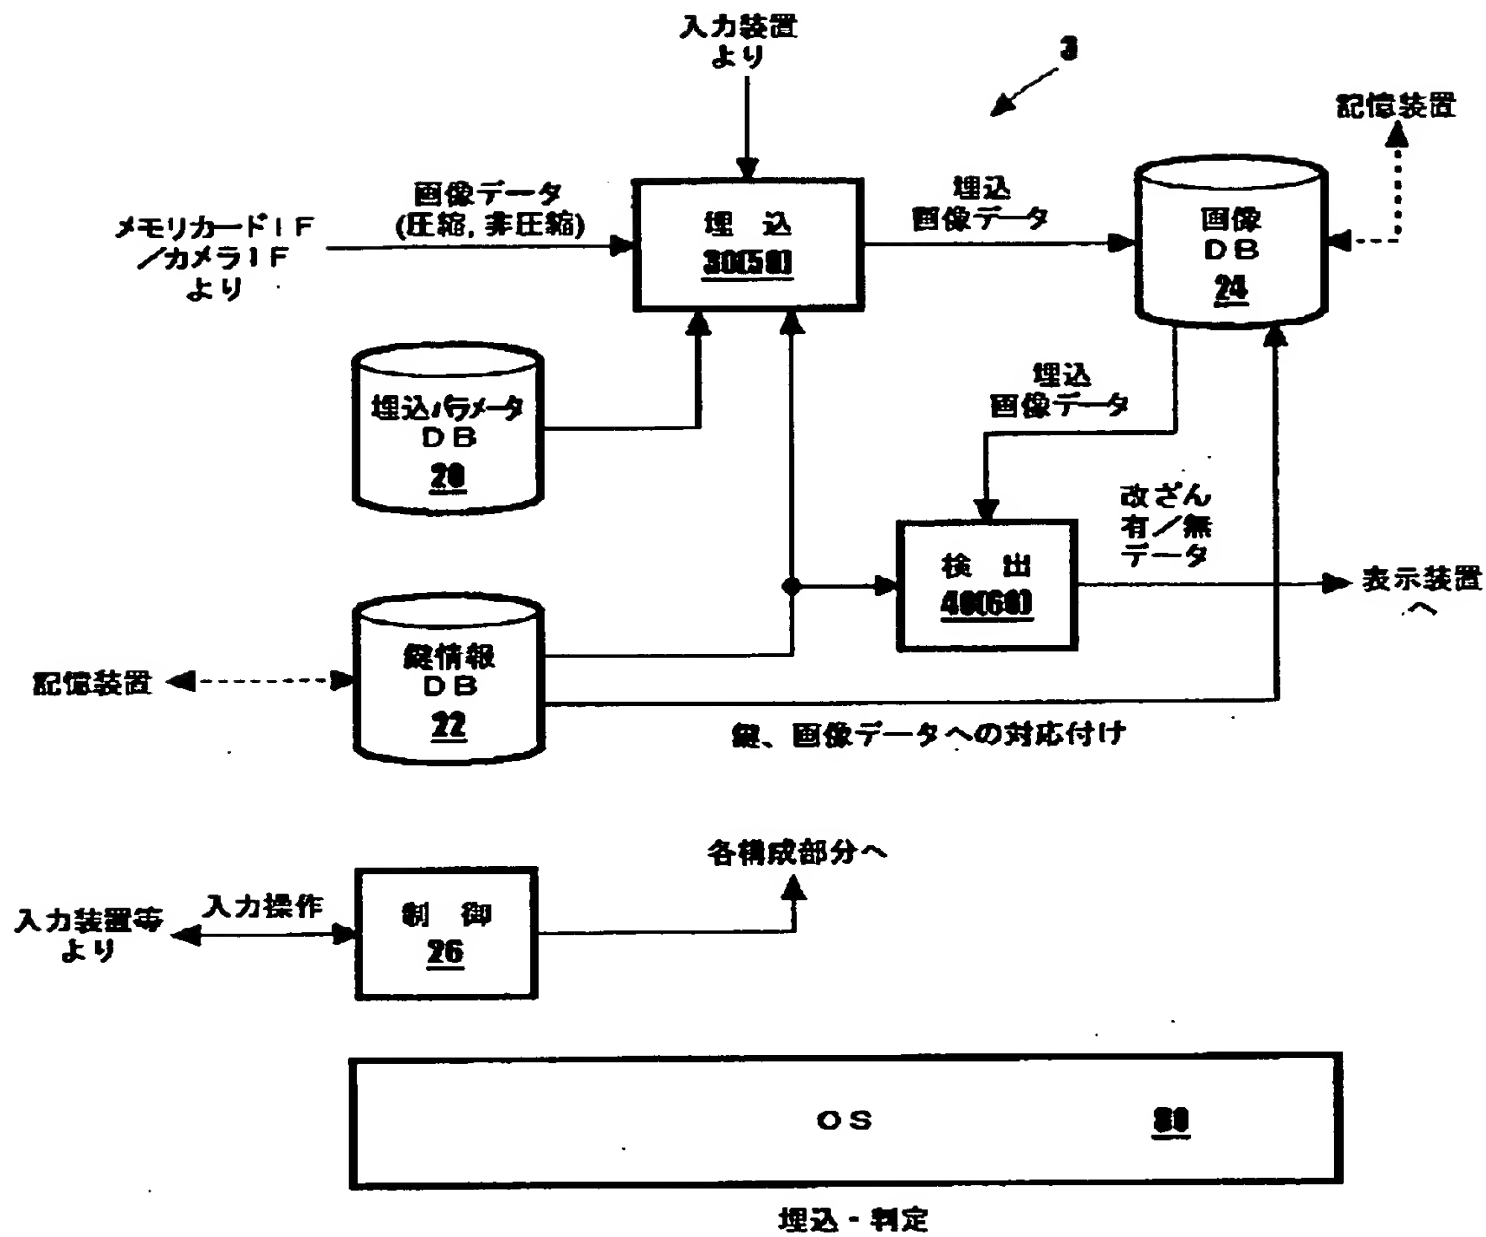 入力装置
より
3
記憶装置
画像データ
(圧縮, 非圧縮)
メモリカードIF
／カメラIF
より
埋 込
30(50)
埋込
画像データ
画像
DB
24
埋込パラメータ
DB
20
埋込
画像データ
改ざん
有／無
データ
検 出
40(60)
表示装置
へ
鍵情報
DB
22
記憶装置
鍵、画像データへの対応付け
各構成部分へ
入力装置等
より
入力操作
制 御
26
OS
埋込・判定